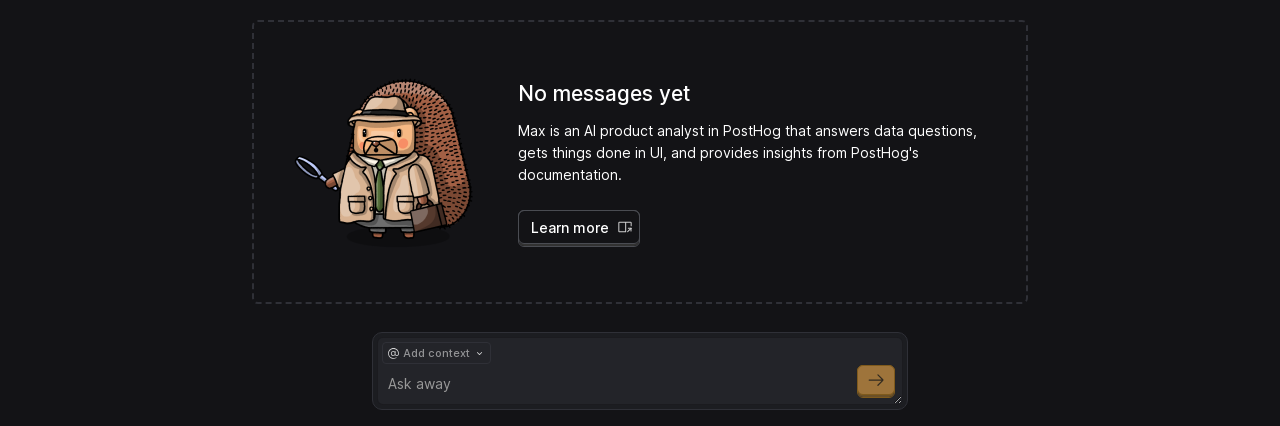 No messages yet
Max is an AI product analyst in PostHog that answers data questions,
gets things done in UI, and provides insights from PostHog's
documentation.
Learn more
@ Add context
Ask away